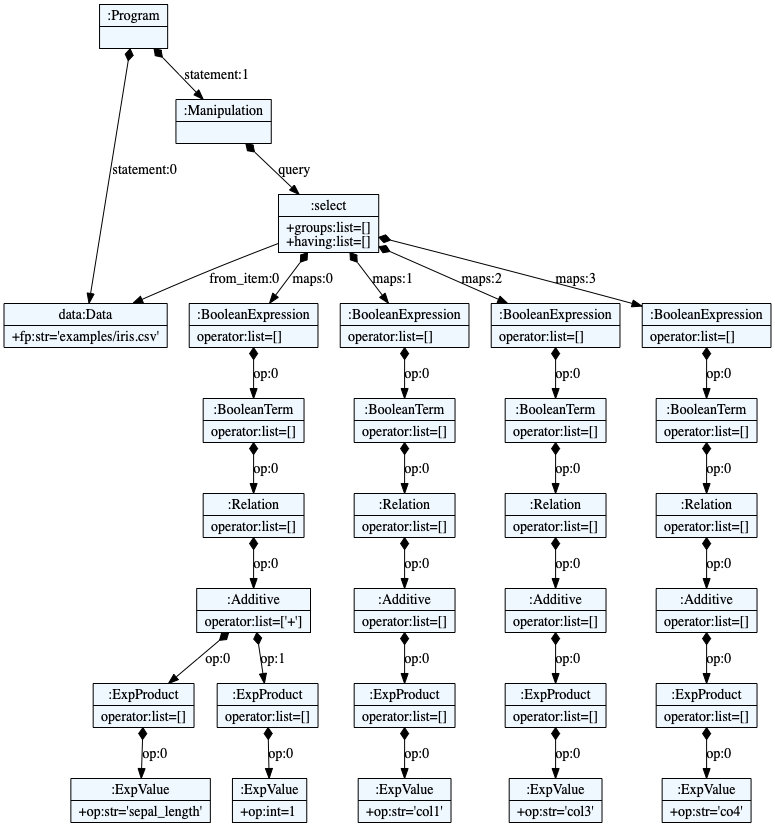 :Program
statement:1
:Manipulation
statement:0
query
:select
+groups:list=[]
+having:list=[]
from_item:0
maps:0
maps:1
maps:2
maps:3
data:Data
+fp:str='examples/iris.csv'
:BooleanExpression
operator:list=[]
:BooleanExpression
operator:list=[]
:BooleanExpression
operator:list=[]
:BooleanExpression
operator:list=[]
op:0
op:0
op:0
op:0
:BooleanTerm
operator:list=[]
:BooleanTerm
operator:list=[]
:BooleanTerm
operator:list=[]
:BooleanTerm
operator:list=[]
op:0
op:0
op:0
op:0
:Relation
operator:list=[]
:Relation
operator:list=[]
:Relation
operator:list=[]
:Relation
operator:list=[]
op:0
op:0
op:0
op:0
:Additive
operator:list=['+']
:Additive
operator:list=[]
:Additive
operator:list=[]
:Additive
operator:list=[]
op:0
op:1
op:0
op:0
op:0
:ExpProduct
operator:list=[]
:ExpProduct
operator:list=[]
:ExpProduct
operator:list=[]
:ExpProduct
operator:list=[]
:ExpProduct
operator:list=[]
op:0
op:0
op:0
op:0
op:0
:ExpValue
+op:str='sepal_length'
:ExpValue
+op:int=1
:ExpValue
+op:str='col1'
:ExpValue
+op:str='col3'
:ExpValue
+op:str='co4'